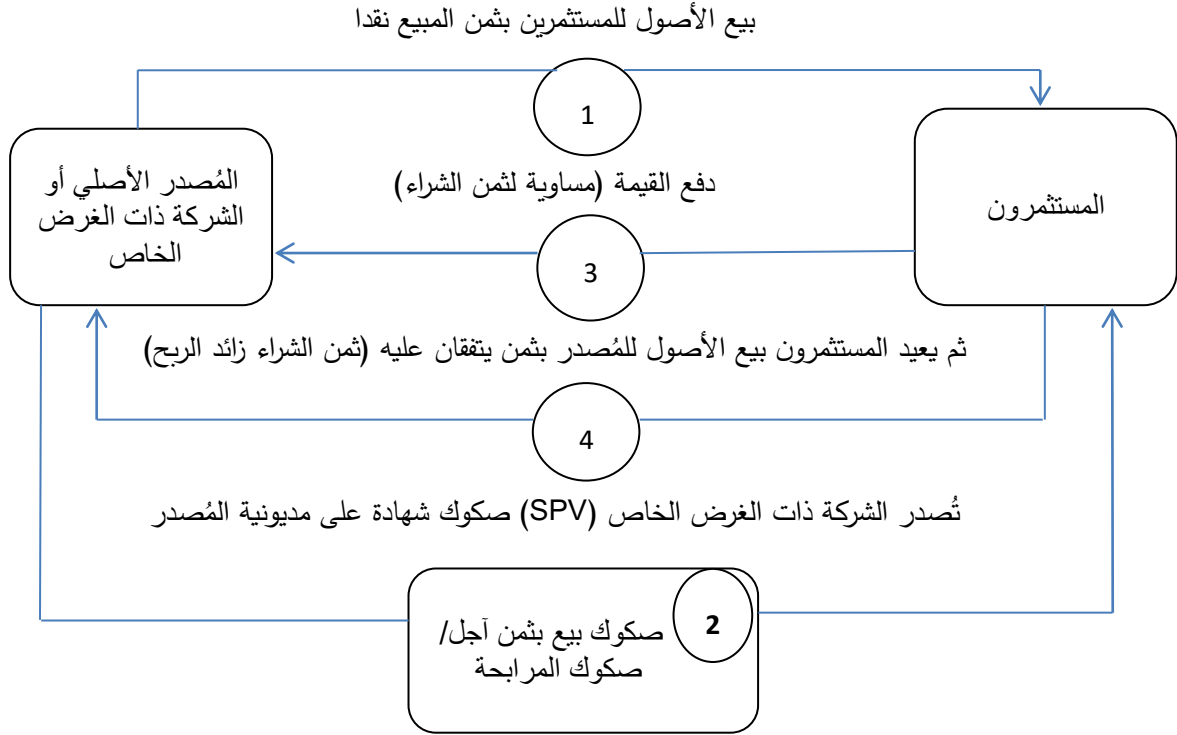 بيع الأصول للمستثمرين بثمن المبيع نقدا
1
المُصدر الأصلي أو
الشركة ذات الغرض
الخاص
المستثمرون
دفع القيمة (مساوية لثمن الشراء)
3
ثم يعيد المستثمرون بيع الأصول للمُصدر بثمن يتفقان عليه (ثمن الشراء زائد الربح)
4
تُصدر الشركة ذات الغرض الخاص (SPV) صكوك شهادة على مديونية المُصدر
2
صكوك بيع بثمن آجل/
صكوك المرابحة